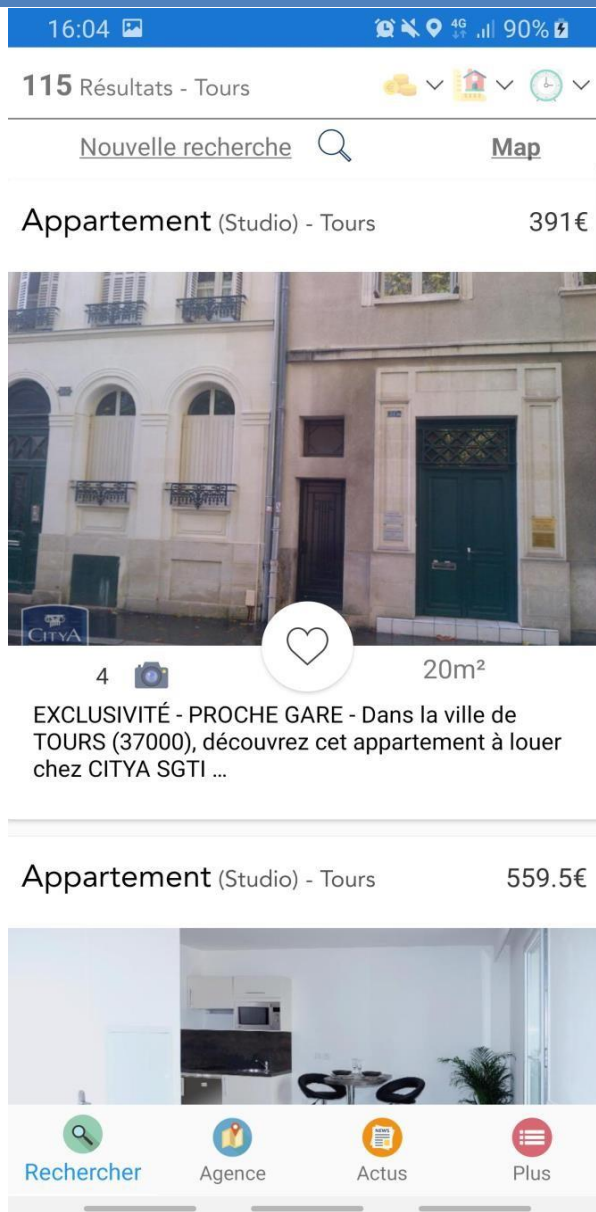 16:04 4G 90%
115 Résultats - Tours
Nouvelle recherche Map
Appartement (Studio) - Tours 391€
CITYA
4 20m²
EXCLUSIVITÉ - PROCHE GARE - Dans la ville de
TOURS (37000), découvrez cet appartement à louer
chez CITYA SGTI ...
Appartement (Studio) - Tours 559.5€
NEWS
Rechercher Agence Actus Plus